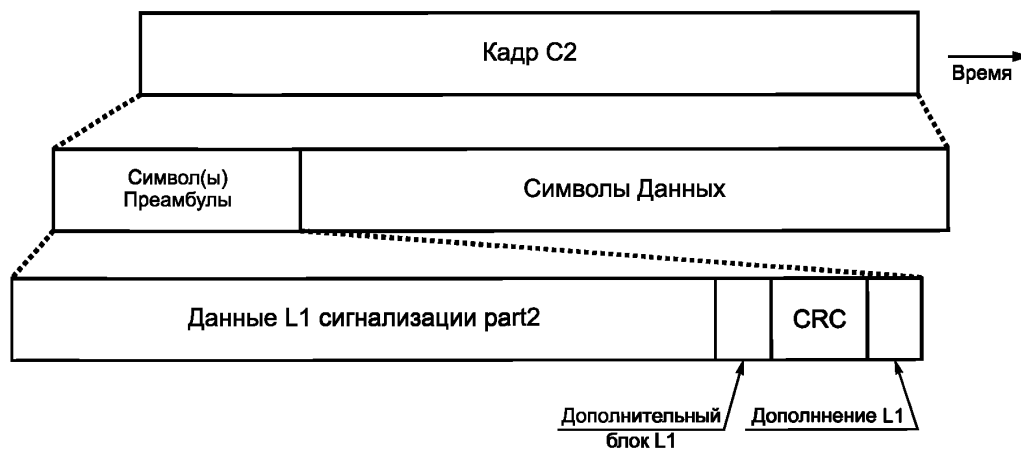 Кадр С2
Время
Символ(ы)
Преамбулы
Символы Данных
Данные L1 сигнализации part2
CRC
Дополнительный
блок L1
Дополннение L1